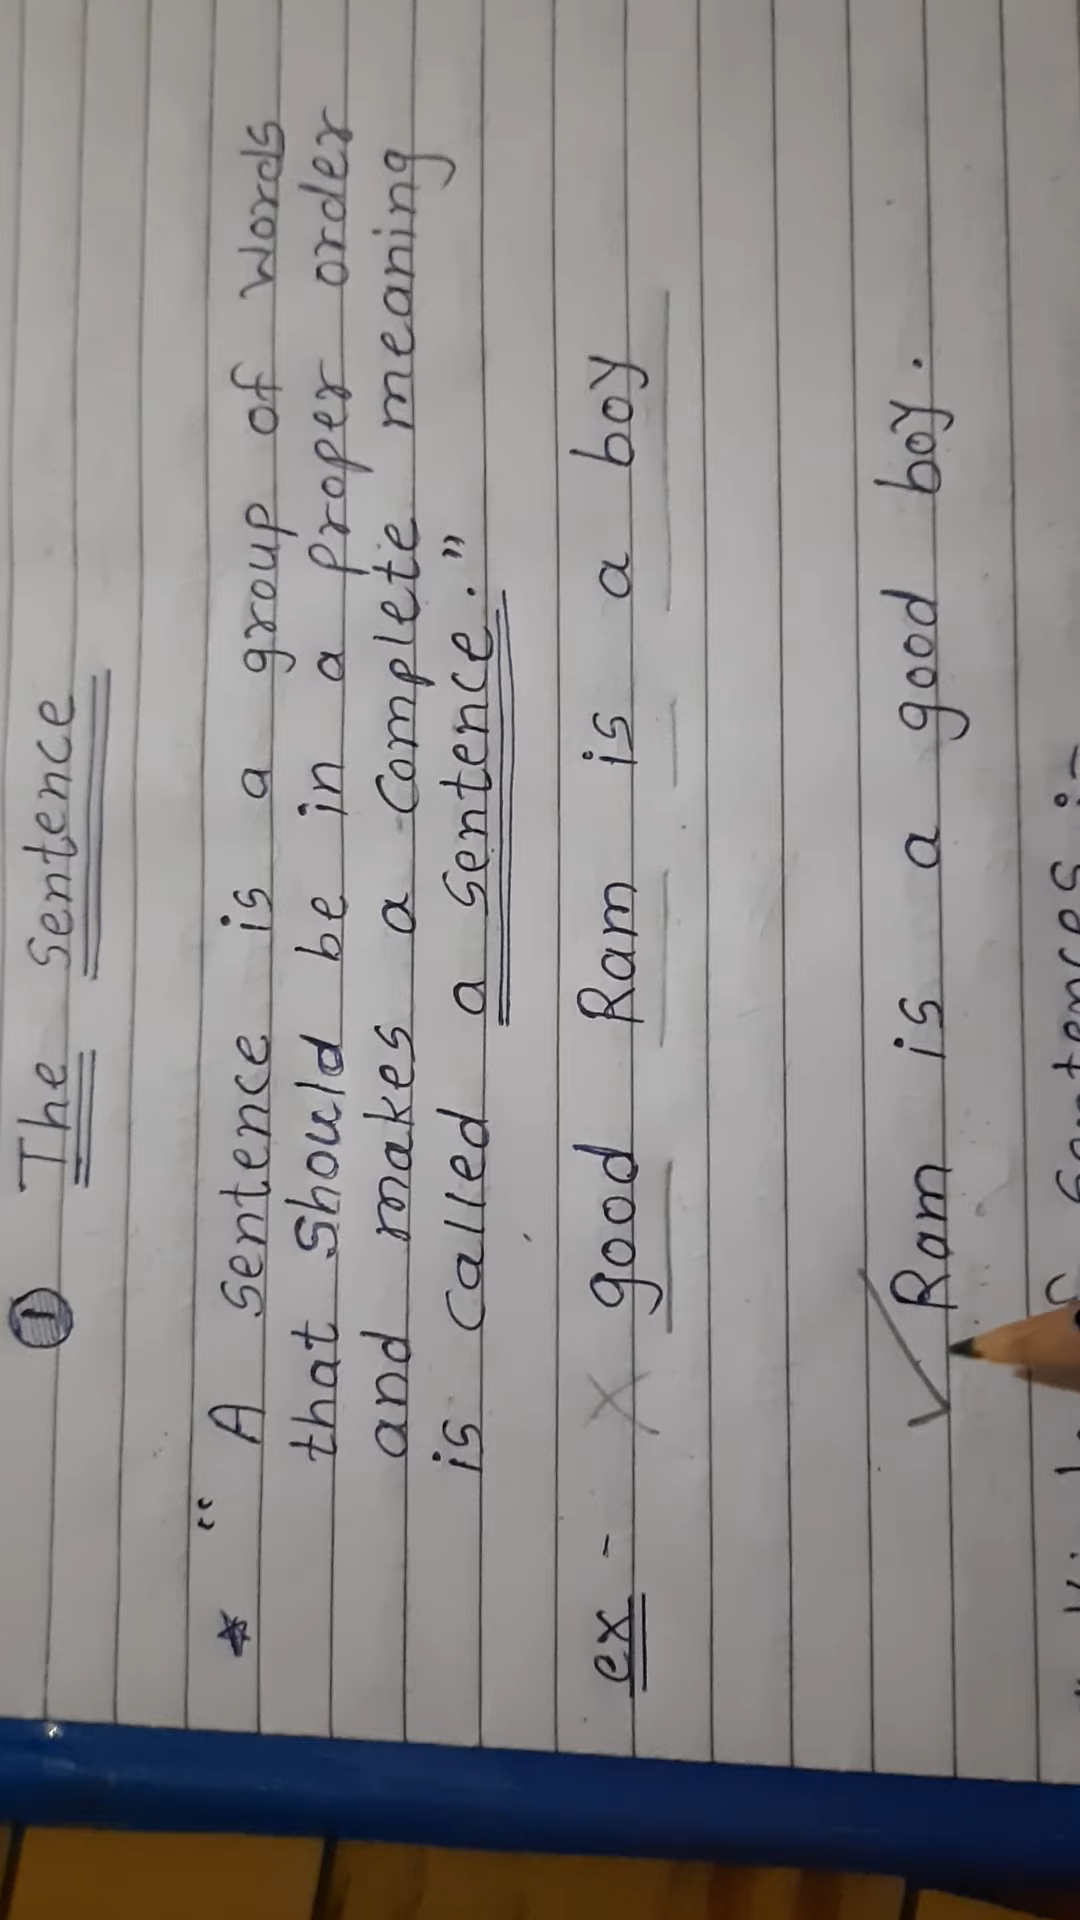 ① The Sentence
* " A Sentence is a group of words
that Should be in a proper order
and makes a Complete meaning
is Called a Sentence."
ex - X good Ram is a boy
✓ Ram is a good boy.
Sentences